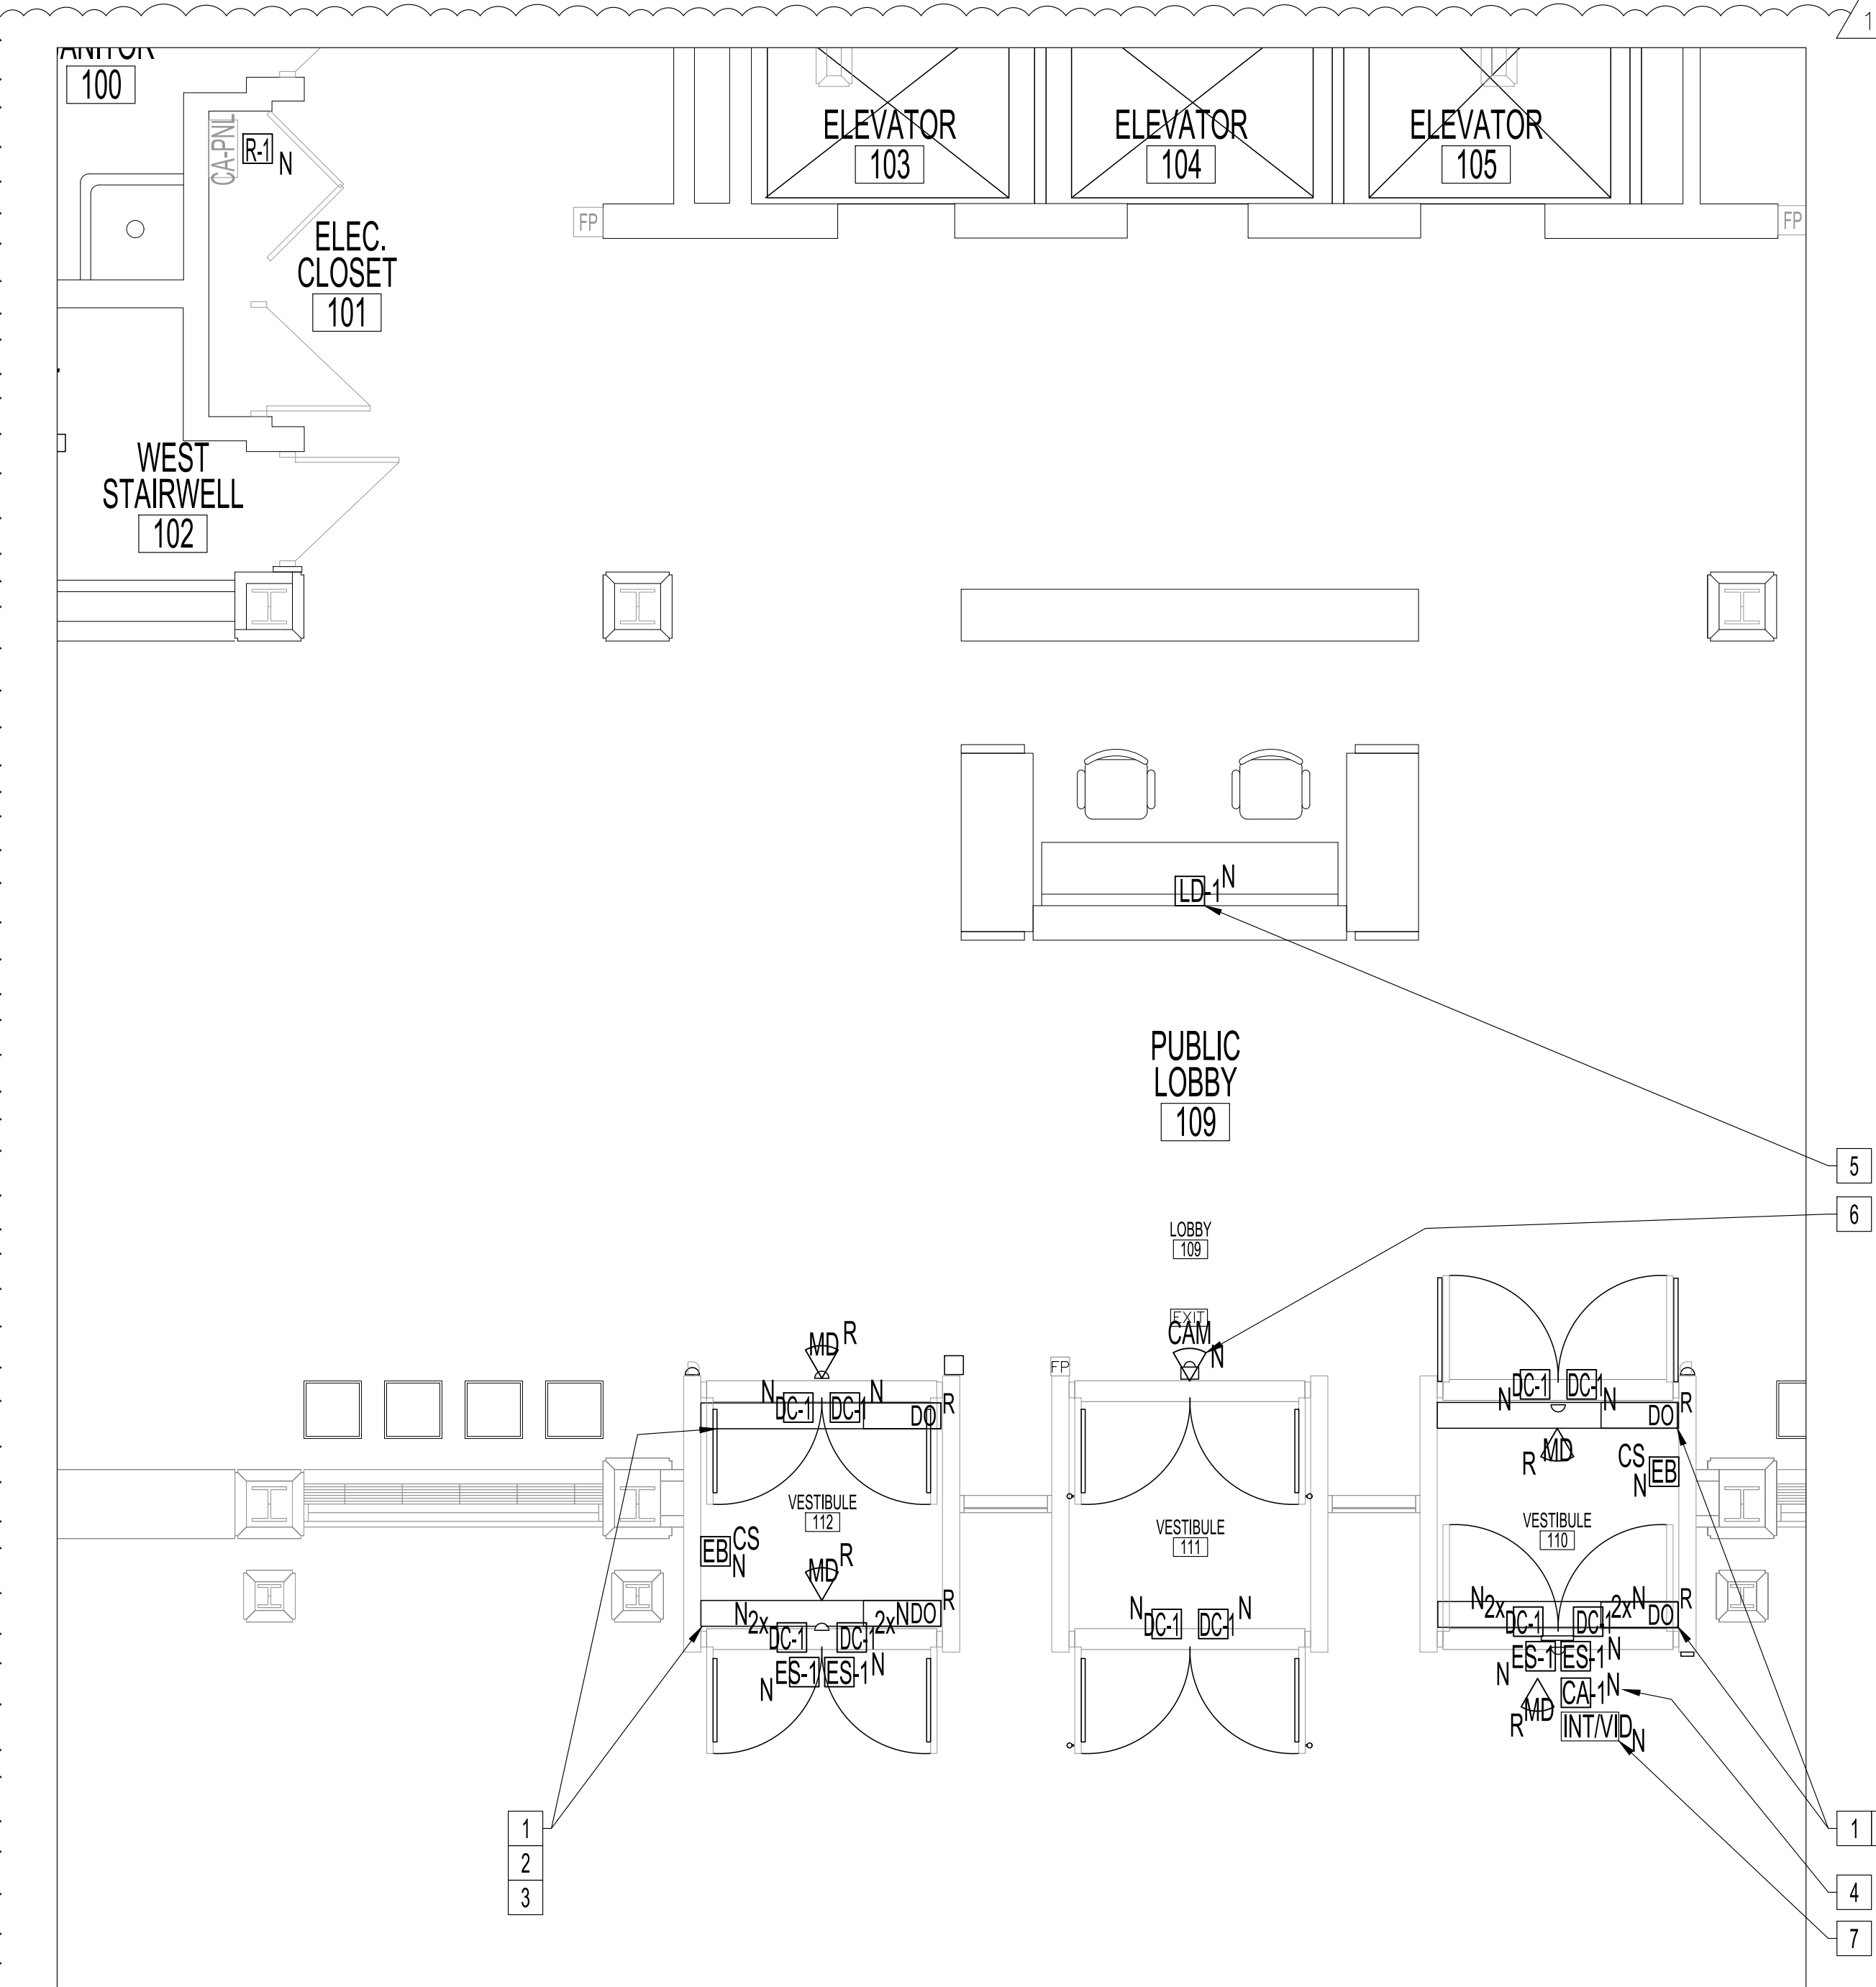 1
ANITOR
100
CA-PNL
R-1
N
ELEVATOR
103
ELEVATOR
104
ELEVATOR
105
FP
FP
ELEC.
CLOSET
101
WEST
STAIRWELL
102
LD-1
N
PUBLIC
LOBBY
109
5
6
LOBBY
109
EXIT
CAM
N
MD
R
FP
N
DC-1
DC-1
N
DO
R
N
DC-1
DC-1
N
DO
R
R
MD
CS
N
EB
VESTIBULE
112
VESTIBULE
111
VESTIBULE
110
EB
CS
N
MD
R
N2x
DC-1
DC-1
2xN
DO
R
N
ES-1
ES-1
N
N
DC-1
DC-1
N
N2x
DC-1
DC-1
2xN
DO
R
N
ES-1
ES-1
N
R
MD
CA-1
N
INT/VID
N
1
2
3
1
4
7